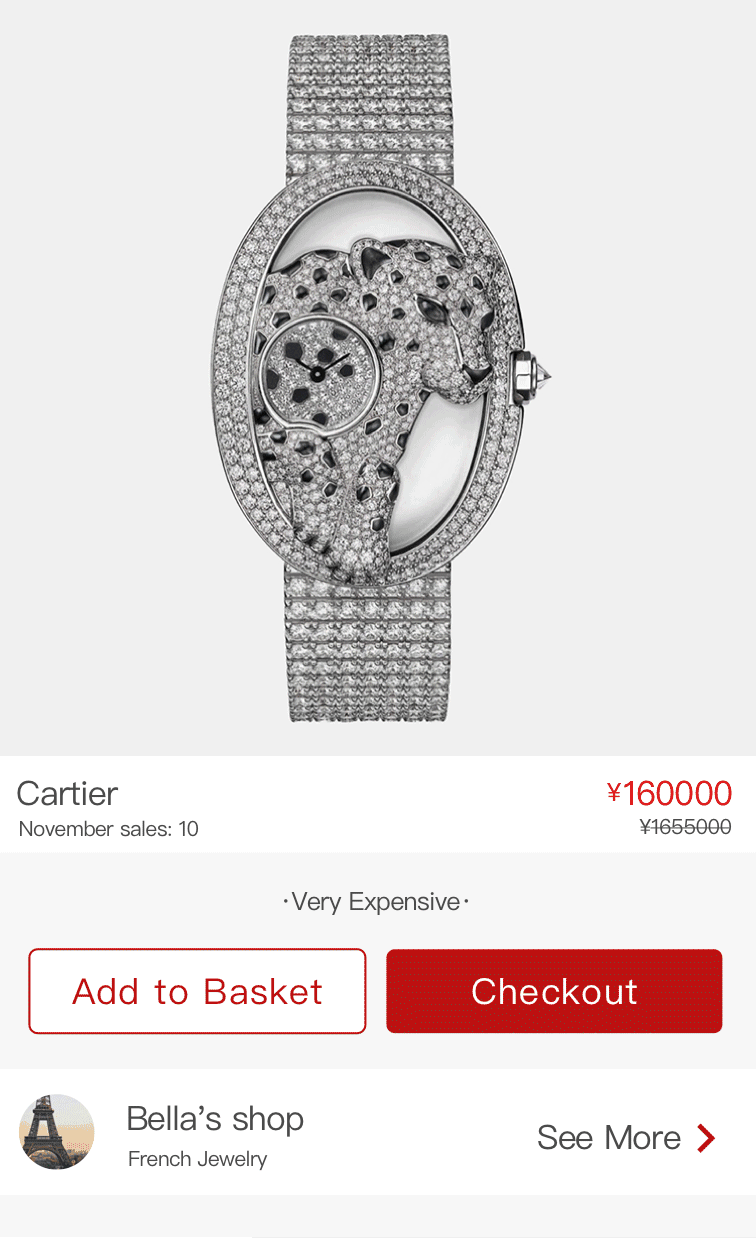 Cartier
¥160000
November sales: 10
¥1655000
·Very Expensive·
Add to Basket
Checkout
Bella’s shop
French Jewelry
See More